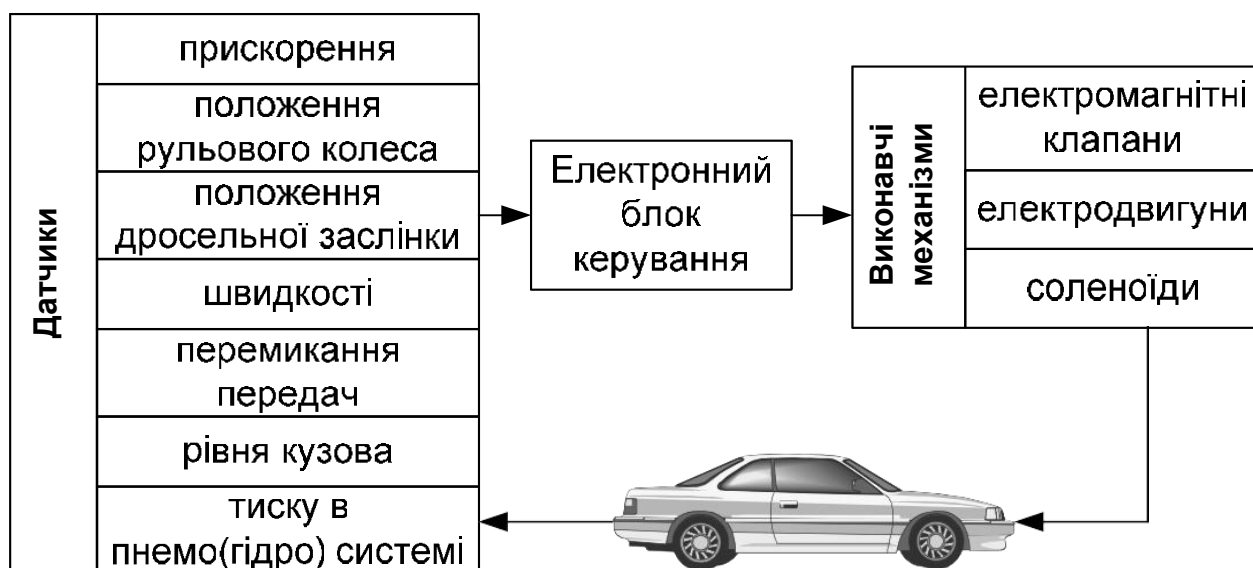 Датчики
прискорення
положення
рульового колеса
положення
дросельної заслінки
швидкості
перемикання
передач
рівня кузова
тиску в
пнемо(гідро) системі
Електронний
блок
керування
Виконавчі
механізми
електромагнітні
клапани
електродвигуни
соленоїди